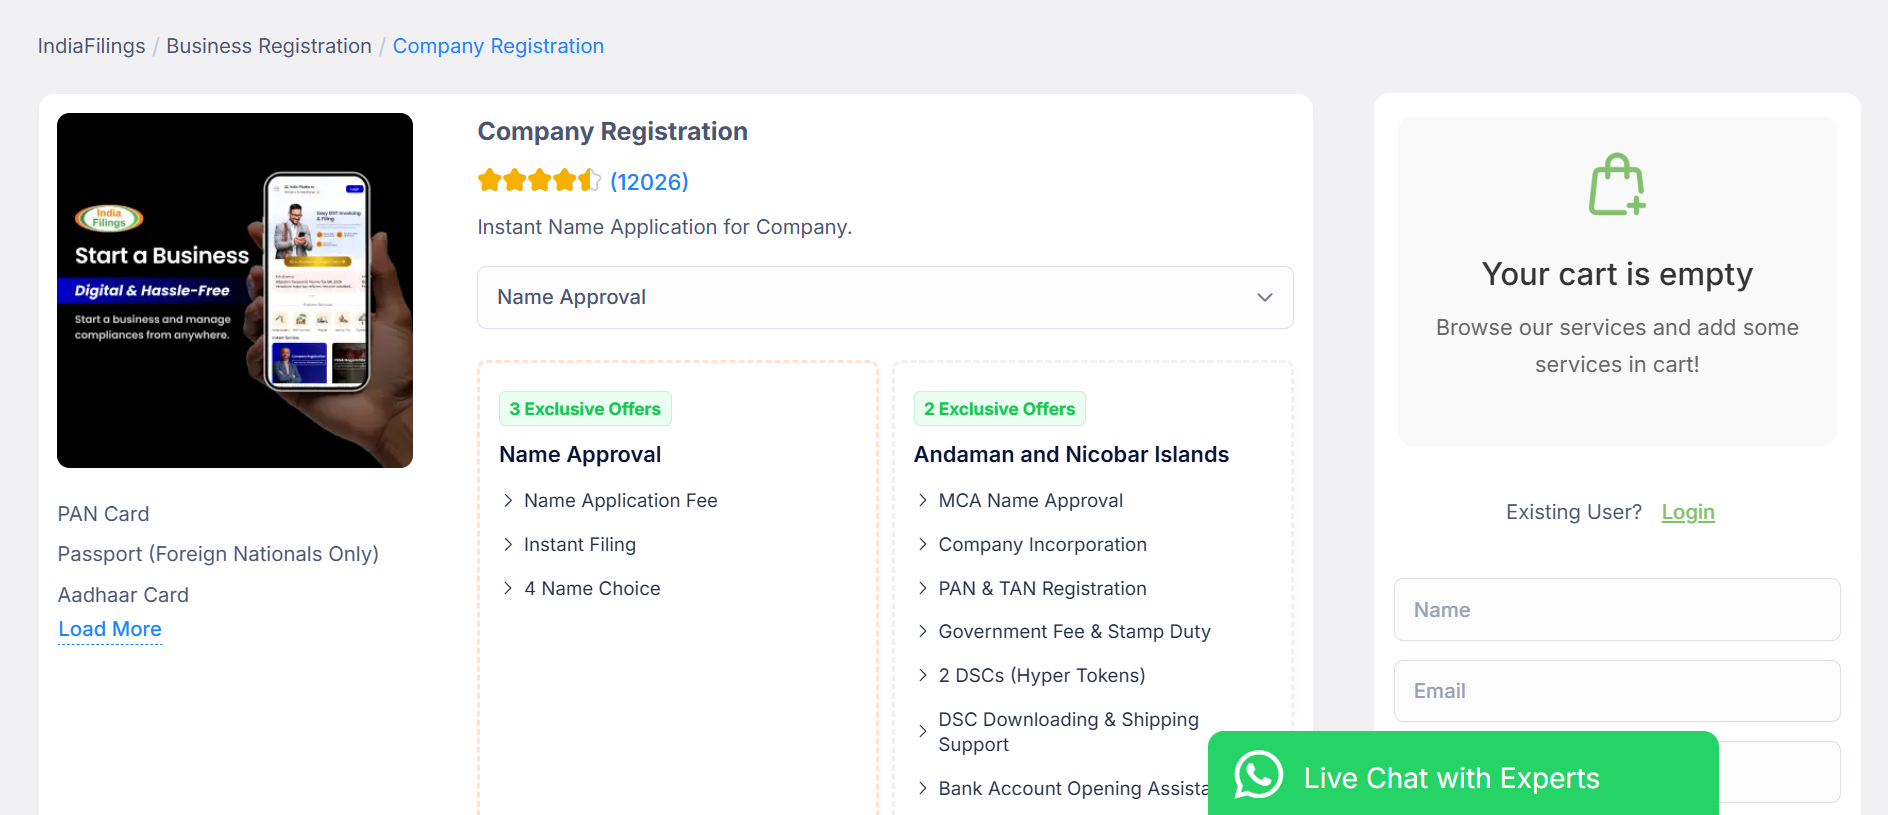 IndiaFilings / Business Registration / Company Registration
India
Filings
Start a Business
Digital & Hassle-Free
Start a business and manage
compliances from anywhere.
PAN Card
Passport (Foreign Nationals Only)
Aadhaar Card
Load More
Company Registration
(12026)
Instant Name Application for Company.
Name Approval
3 Exclusive Offers
Name Approval
Name Application Fee
Instant Filing
4 Name Choice
2 Exclusive Offers
Andaman and Nicobar Islands
MCA Name Approval
Company Incorporation
PAN & TAN Registration
Government Fee & Stamp Duty
2 DSCs (Hyper Tokens)
DSC Downloading & Shipping
Support
Bank Account Opening Assista
Your cart is empty
Browse our services and add some
services in cart!
Existing User? Login
Name
Email
Live Chat with Experts